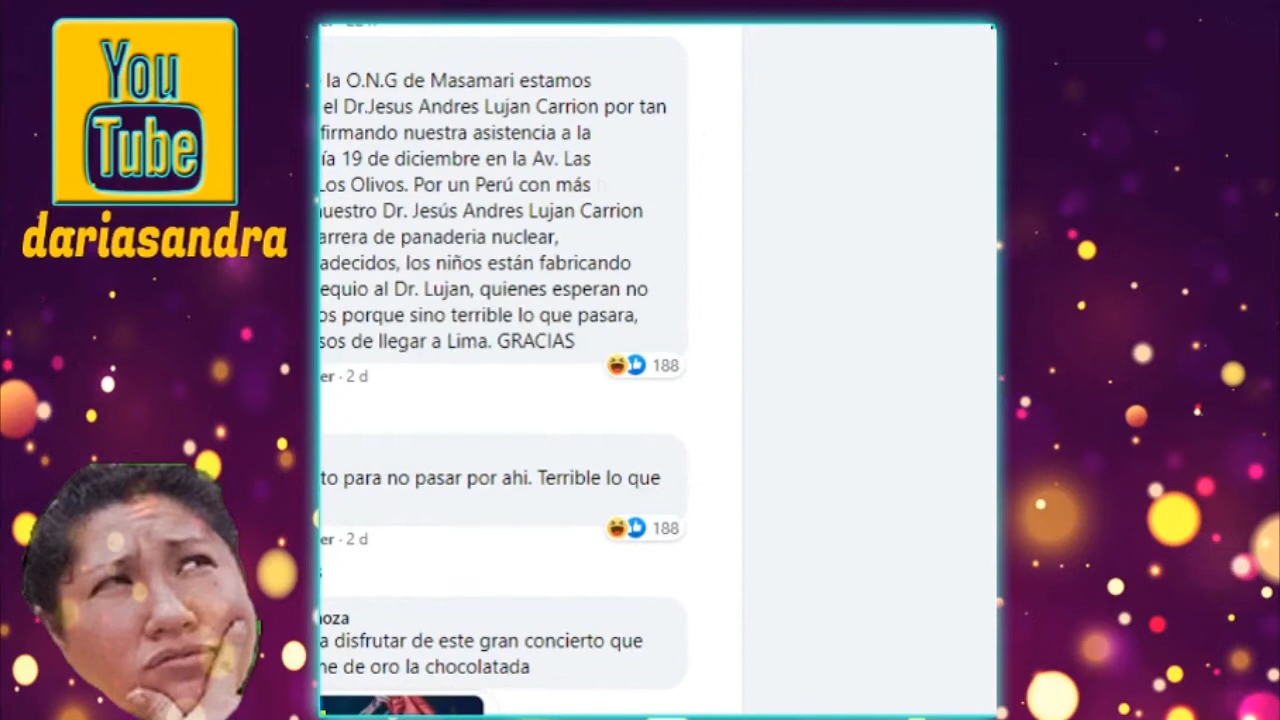 You
Tube
dariasandra
la O.N.G de Masamari estamos
el Dr.Jesus Andres Lujan Carrion por tan
firmando nuestra asistencia a la
ía 19 de diciembre en la Av. Las
Los Olivos. Por un Perú con más
uestro Dr. Jesús Andres Lujan Carrion
arrera de panaderia nuclear,
adecidos, los niños están fabricando
equio al Dr. Lujan, quienes esperan no
os porque sino terrible lo que pasara,
sos de llegar a Lima. GRACIAS
188
er · 2 d
to para no pasar por ahi. Terrible lo que
188
er · 2 d
oza
a disfrutar de este gran concierto que
ne de oro la chocolatada